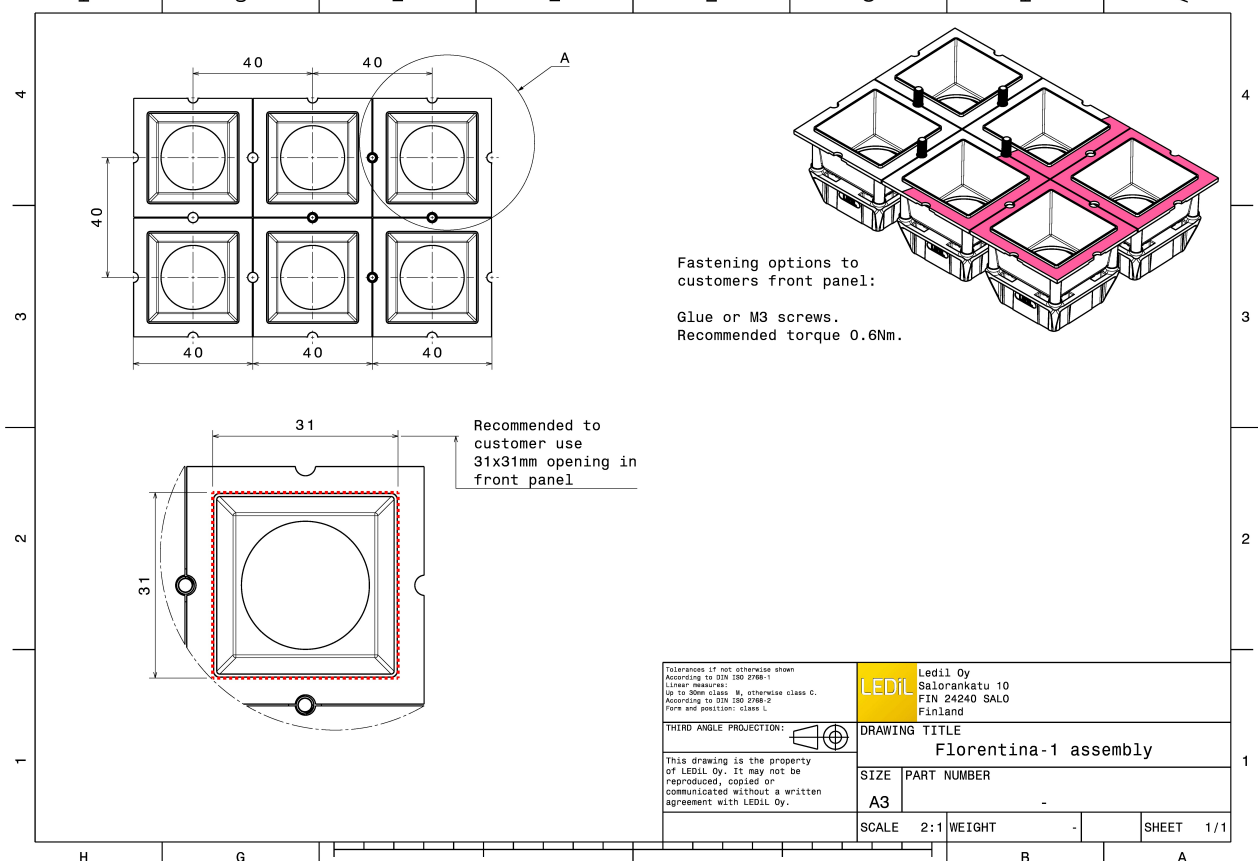 40
40
A
4
4
40
Fastening options to
customers front panel:
Glue or M3 screws.
Recommended torque 0.6Nm.
3
3
40
40
40
31
Recommended to
customer use
31x31mm opening in
front panel
2
2
31
Tolerances if not otherwise shown
According to DIN ISO 2768-1
Linear measures:
Up to 30mm class M, otherwise class C.
According to DIN ISO 2768-2
Form and position: class L
LEDiL
Ledil Oy
Salorankatu 10
FIN 24240 SALO
Finland
THIRD ANGLE PROJECTION:
DRAWING TITLE
Florentina-1 assembly
1
1
This drawing is the property
of LEDiL Oy. It may not be
reproduced, copied or
communicated without a written
agreement with LEDiL Oy.
SIZE
PART NUMBER
A3
-
SCALE 2:1
WEIGHT -
SHEET 1/1
H
G
B
A